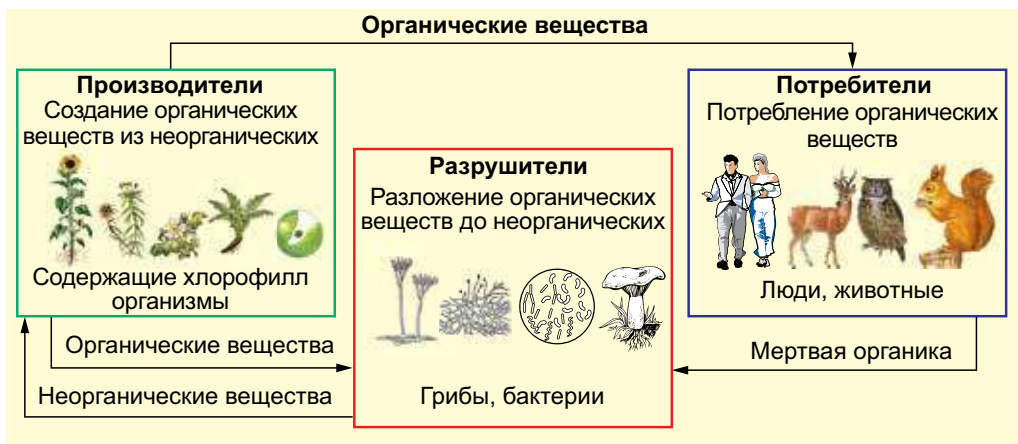 Органические вещества
Производители
Создание органических
веществ из неорганических
Содержащие хлорофилл
организмы
Потребители
Потребление органических
веществ
Люди, животные
Разрушители
Разложение органических
веществ до неорганических
Грибы, бактерии
Органические вещества
Неорганические вещества
Мертвая органика